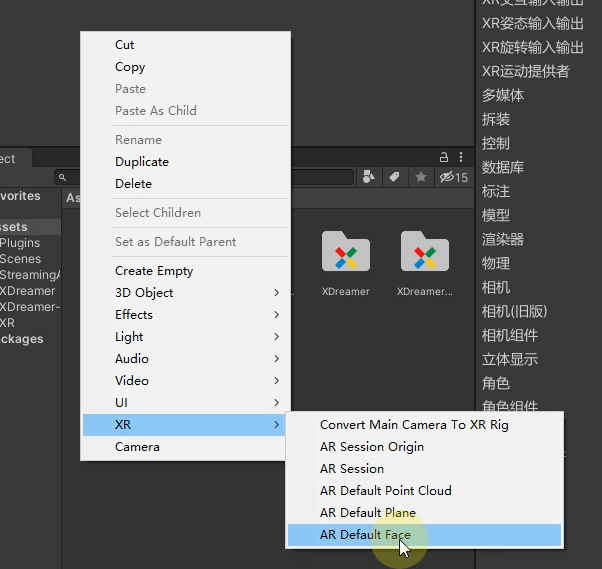 Cut
Copy
Paste
Paste As Child
Rename
Duplicate
Delete
Select Children
Set as Default Parent
Create Empty
3D Object
Effects
Light
Audio
Video
UI
XR
Camera
Convert Main Camera To XR Rig
AR Session Origin
AR Session
AR Default Point Cloud
AR Default Plane
AR Default Face
ect
vorites
ssets
Plugins
Scenes
StreamingA
XDreamer
XDreamer-
XR
ckages
As
15
XDreamer
XDreamer...
XR交互输入输出
XR姿态输入输出
XR旋转输入输出
XR运动提供者
多媒体
拆装
控制
数据库
标注
模型
渲染器
物理
相机
相机(旧版)
相机组件
立体显示
角色
角色组件